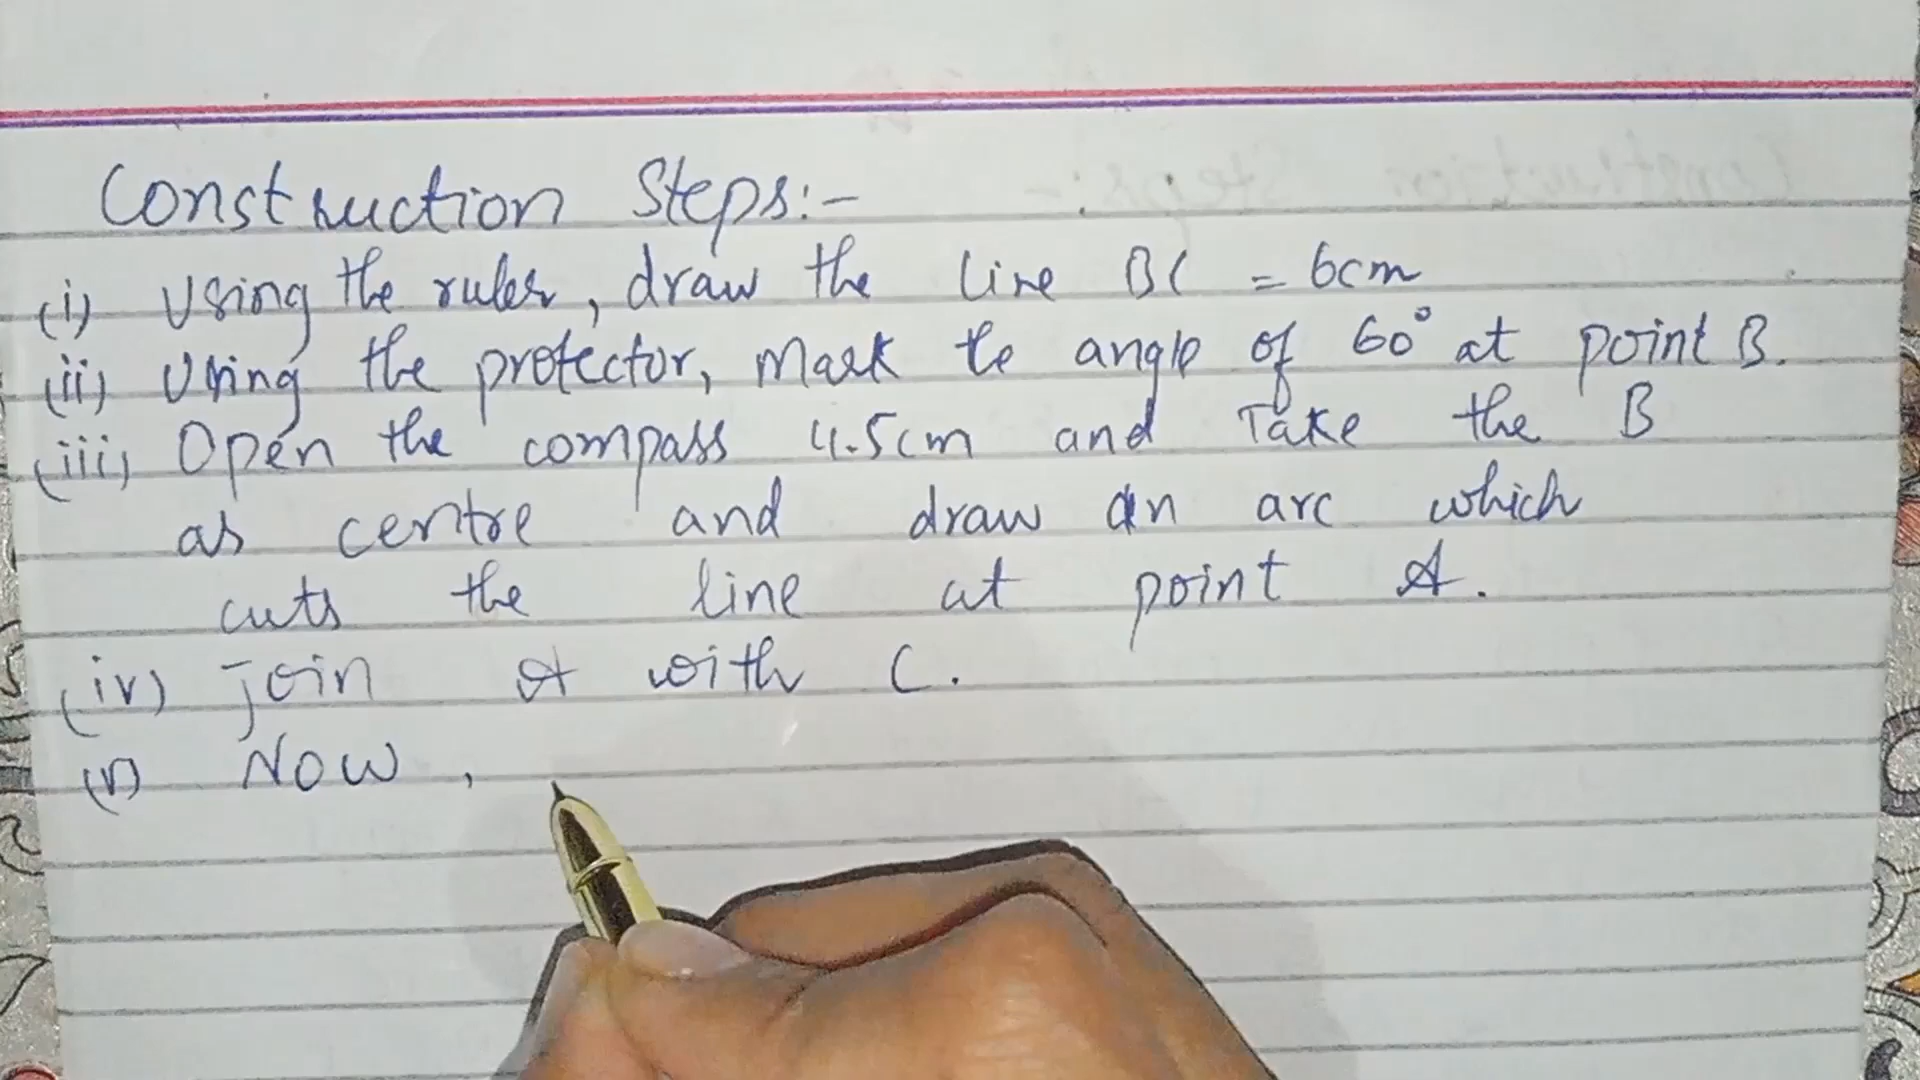 Construction Steps:-
(i) Using the ruler, draw the line BC = 6cm
(ii) Using the protector, Mark te angle of 60° at point B.
(iii) Open the compass 4.5cm and Take the B
as centre and draw an arc which
cuts the line at point A.
(iv) join A with C.
(v) Now,